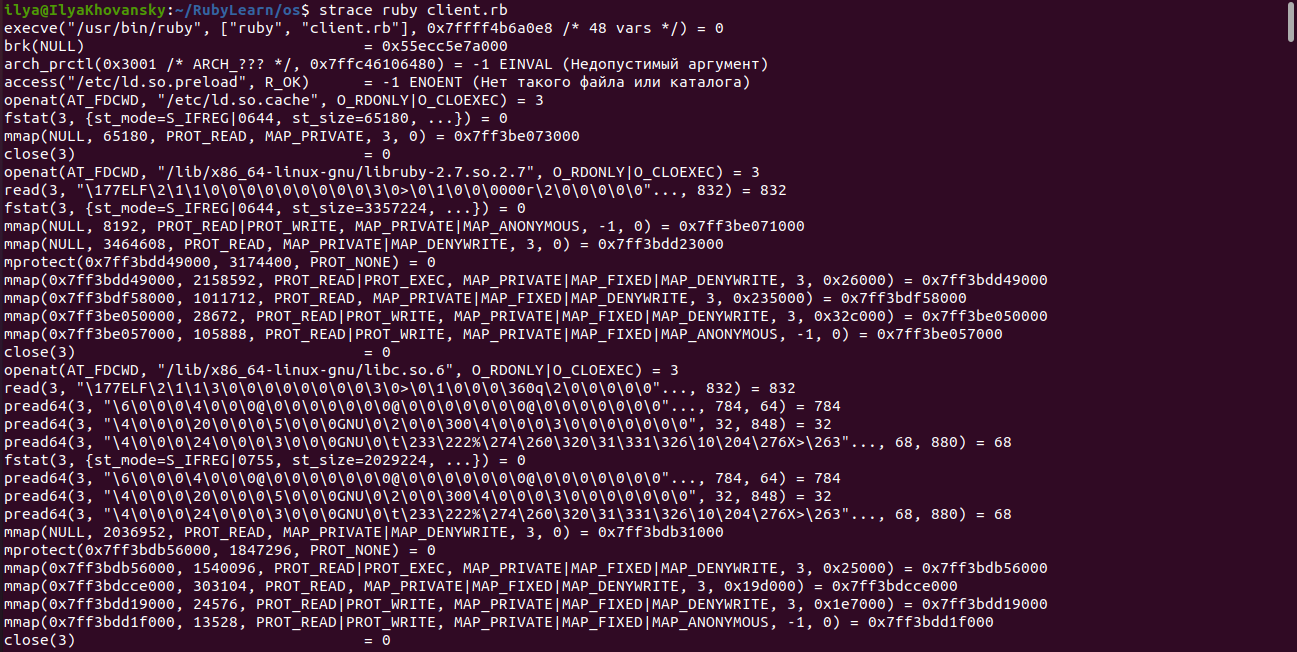 ilya@IlyaKhovansky:~/RubyLearn/os$ strace ruby client.rb
execve("/usr/bin/ruby", ["ruby", "client.rb"], 0x7ffff4b6a0e8 /* 48 vars */) = 0
brk(NULL)                               = 0x55ecc5e7a000
arch_prctl(0x3001 /* ARCH_??? */, 0x7ffc46106480) = -1 EINVAL (Недопустимый аргумент)
access("/etc/ld.so.preload", R_OK)      = -1 ENOENT (Нет такого файла или каталога)
openat(AT_FDCWD, "/etc/ld.so.cache", O_RDONLY|O_CLOEXEC) = 3
fstat(3, {st_mode=S_IFREG|0644, st_size=65180, ...}) = 0
mmap(NULL, 65180, PROT_READ, MAP_PRIVATE, 3, 0) = 0x7ff3be073000
close(3)                                = 0
openat(AT_FDCWD, "/lib/x86_64-linux-gnu/libruby-2.7.so.2.7", O_RDONLY|O_CLOEXEC) = 3
read(3, "\177ELF\2\1\1\0\0\0\0\0\0\0\0\0\3\0>\0\1\0\0\0000r\2\0\0\0\0\0"..., 832) = 832
fstat(3, {st_mode=S_IFREG|0644, st_size=3357224, ...}) = 0
mmap(NULL, 8192, PROT_READ|PROT_WRITE, MAP_PRIVATE|MAP_ANONYMOUS, -1, 0) = 0x7ff3be071000
mmap(NULL, 3464608, PROT_READ, MAP_PRIVATE|MAP_DENYWRITE, 3, 0) = 0x7ff3bdd23000
mprotect(0x7ff3bdd49000, 3174400, PROT_NONE) = 0
mmap(0x7ff3bdd49000, 2158592, PROT_READ|PROT_EXEC, MAP_PRIVATE|MAP_FIXED|MAP_DENYWRITE, 3, 0x26000) = 0x7ff3bdd49000
mmap(0x7ff3bdf58000, 1011712, PROT_READ, MAP_PRIVATE|MAP_FIXED|MAP_DENYWRITE, 3, 0x235000) = 0x7ff3bdf58000
mmap(0x7ff3be050000, 28672, PROT_READ|PROT_WRITE, MAP_PRIVATE|MAP_FIXED|MAP_DENYWRITE, 3, 0x32c000) = 0x7ff3be050000
mmap(0x7ff3be057000, 105888, PROT_READ|PROT_WRITE, MAP_PRIVATE|MAP_FIXED|MAP_ANONYMOUS, -1, 0) = 0x7ff3be057000
close(3)                                = 0
openat(AT_FDCWD, "/lib/x86_64-linux-gnu/libc.so.6", O_RDONLY|O_CLOEXEC) = 3
read(3, "\177ELF\2\1\1\3\0\0\0\0\0\0\0\0\3\0>\0\1\0\0\0\360q\2\0\0\0\0\0"..., 832) = 832
pread64(3, "\6\0\0\0\4\0\0\0@\0\0\0\0\0\0\0@\0\0\0\0\0\0\0@\0\0\0\0\0\0\0"..., 784, 64) = 784
pread64(3, "\4\0\0\0\20\0\0\0\5\0\0\0GNU\0\2\0\0\300\4\0\0\0\3\0\0\0\0\0\0\0", 32, 848) = 32
pread64(3, "\4\0\0\0\24\0\0\0\3\0\0\0GNU\0\t\233\222%\274\260\320\31\331\326\10\204\276X>\263"..., 68, 880) = 68
fstat(3, {st_mode=S_IFREG|0755, st_size=2029224, ...}) = 0
pread64(3, "\6\0\0\0\4\0\0\0@\0\0\0\0\0\0\0@\0\0\0\0\0\0\0@\0\0\0\0\0\0\0"..., 784, 64) = 784
pread64(3, "\4\0\0\0\20\0\0\0\5\0\0\0GNU\0\2\0\0\300\4\0\0\0\3\0\0\0\0\0\0\0", 32, 848) = 32
pread64(3, "\4\0\0\0\24\0\0\0\3\0\0\0GNU\0\t\233\222%\274\260\320\31\331\326\10\204\276X>\263"..., 68, 880) = 68
mmap(NULL, 2036952, PROT_READ, MAP_PRIVATE|MAP_DENYWRITE, 3, 0) = 0x7ff3bdb31000
mprotect(0x7ff3bdb56000, 1847296, PROT_NONE) = 0
mmap(0x7ff3bdb56000, 1540096, PROT_READ|PROT_EXEC, MAP_PRIVATE|MAP_FIXED|MAP_DENYWRITE, 3, 0x25000) = 0x7ff3bdb56000
mmap(0x7ff3bdcce000, 303104, PROT_READ, MAP_PRIVATE|MAP_FIXED|MAP_DENYWRITE, 3, 0x19d000) = 0x7ff3bdcce000
mmap(0x7ff3bdd19000, 24576, PROT_READ|PROT_WRITE, MAP_PRIVATE|MAP_FIXED|MAP_DENYWRITE, 3, 0x1e7000) = 0x7ff3bdd19000
mmap(0x7ff3bdd1f000, 13528, PROT_READ|PROT_WRITE, MAP_PRIVATE|MAP_FIXED|MAP_ANONYMOUS, -1, 0) = 0x7ff3bdd1f000
close(3)                                = 0